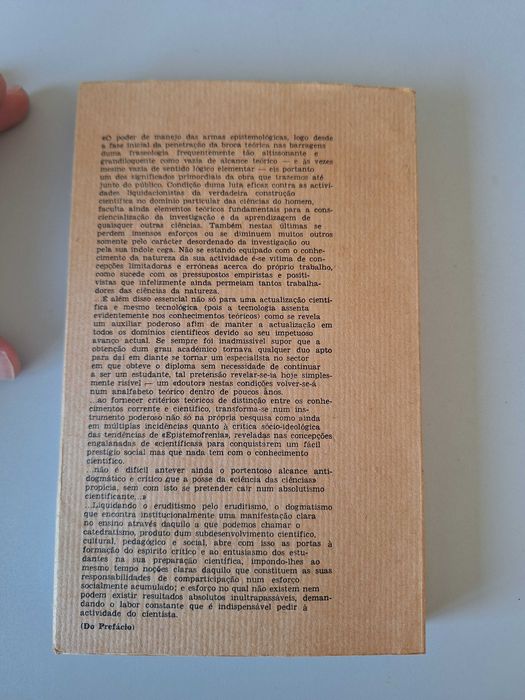 «O poder de manejo das armas epistemológicas, logo desde
a fase inicial da penetração da broca teórica nas barragens
duma fraseologia frequentemente tão altissonante e
grandiloquente como vazia de alcance teórico — e às vezes
mesmo vazia de sentido lógico elementar — eis portanto
um dos significados primordiais da obra que trazemos até
junto do público. Condição duma luta eficaz contra as activi-
dades liquidacionistas da verdadeira construção
científica no domínio particular das ciências do homem,
faculta ainda elementos teóricos fundamentais para a cons-
ciencialização da investigação e da aprendizagem de
quaisquer outras ciências. Também nestas últimas se
perdem imensos esforços ou se diminuem muitos outros
somente pelo carácter desordenado da investigação ou
pela sua índole cega. Não se estando equipado com o conhe-
cimento da natureza da sua actividade é-se vítima de con-
cepções limitadoras e erróneas acerca do próprio trabalho,
como sucede com os pressupostos empiristas e positi-
vistas que infelizmente ainda permeiam tantos trabalha-
dores das ciências da natureza.
...É além disso essencial não só para uma actualização cientí-
fica e mesmo tecnológica (pois a tecnologia assenta
evidentemente nos conhecimentos teóricos) como se revela
um auxiliar poderoso afim de manter a actualização em
todos os domínios científicos devido ao seu impetuoso
avanço actual. Se sempre foi inadmissível supor que a
obtenção dum grau académico tornava qualquer duo apto
para daí em diante se tornar um especialista no sector
em que obteve o diploma sem necessidade de continuar
a ser um estudante, tal pretensão revelar-se-ia hoje simples-
mente risível — um «doutor» nestas condições volver-se-á
num analfabeto teórico dentro de poucos anos.
...ao fornecer critérios teóricos de distinção entre os conhe-
cimentos corrente e científico, transforma-se num ins-
trumento poderoso não só na própria pesquisa como ainda
em múltiplas incidências quanto à crítica sócio-ideológica
das tendências de «Epistemofrenia», reveladas nas concepções
engalanadas de «científicas» para conquistarem um fácil
prestígio social mas que nada tem com o conhecimento
científico.
...não é difícil antever ainda o portentoso alcance anti-
dogmático e crítico que a posse da «ciência das ciências»
propicia, sem com isto se pretender cair num absolutismo
cientificante...»
...Liquidando o eruditismo pelo eruditismo, o dogmatismo
que encontra institucionalmente uma manifestação clara
no ensino através daquilo a que podemos chamar o
catedratismo, produto dum subdesenvolvimento científico,
cultural, pedagógico e social, abre com isso as portas à
formação do espírito crítico e ao entusiasmo dos estu-
dantes na sua preparação científica, impondo-lhes ao
mesmo tempo noções claras daquilo que constituem as suas
responsabilidades de comparticipação num esforço
socialmente acumulado; e esforço no qual não existem nem
podem existir resultados absolutos inultrapassáveis, deman-
dando o labor constante que é indispensável pedir à
actividade do cientista.
(Do Prefácio)